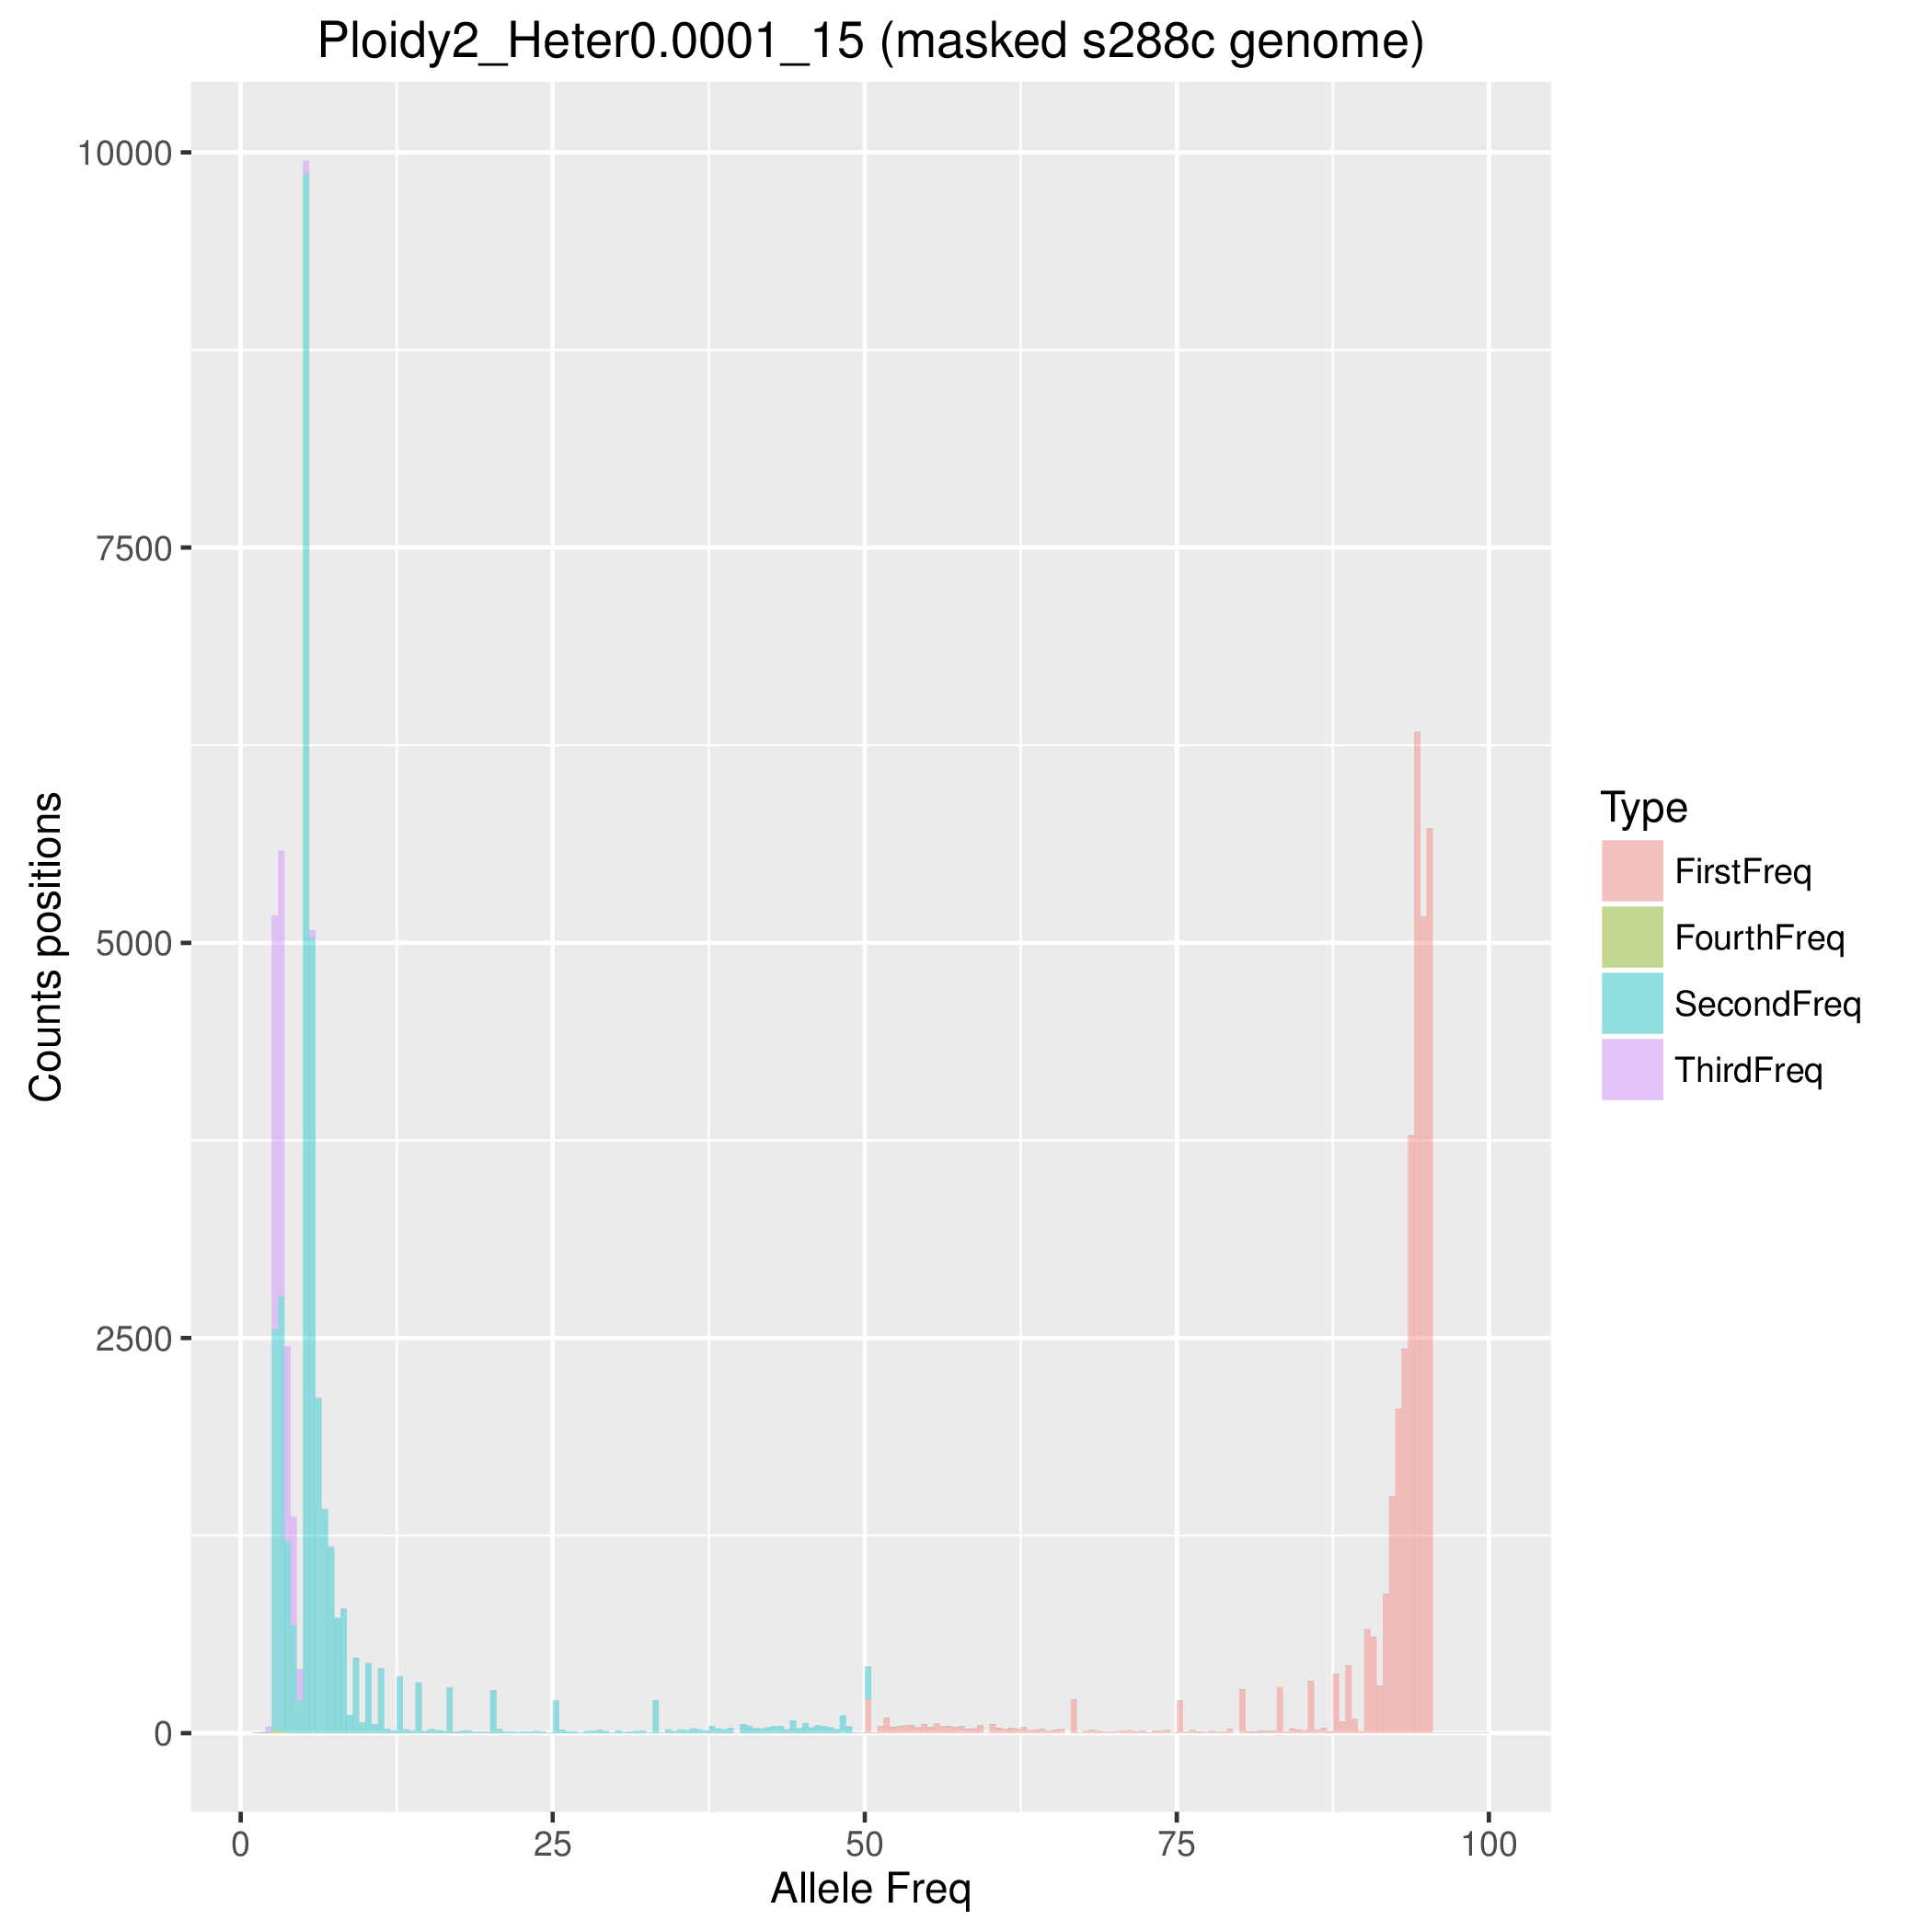 Ploidy2_Heter0.0001_15 (masked s288c genome)
10000
7500
5000
2500
0
Counts positions
0 25 50 75 100
Allele Freq
Type
FirstFreq
FourthFreq
SecondFreq
ThirdFreq